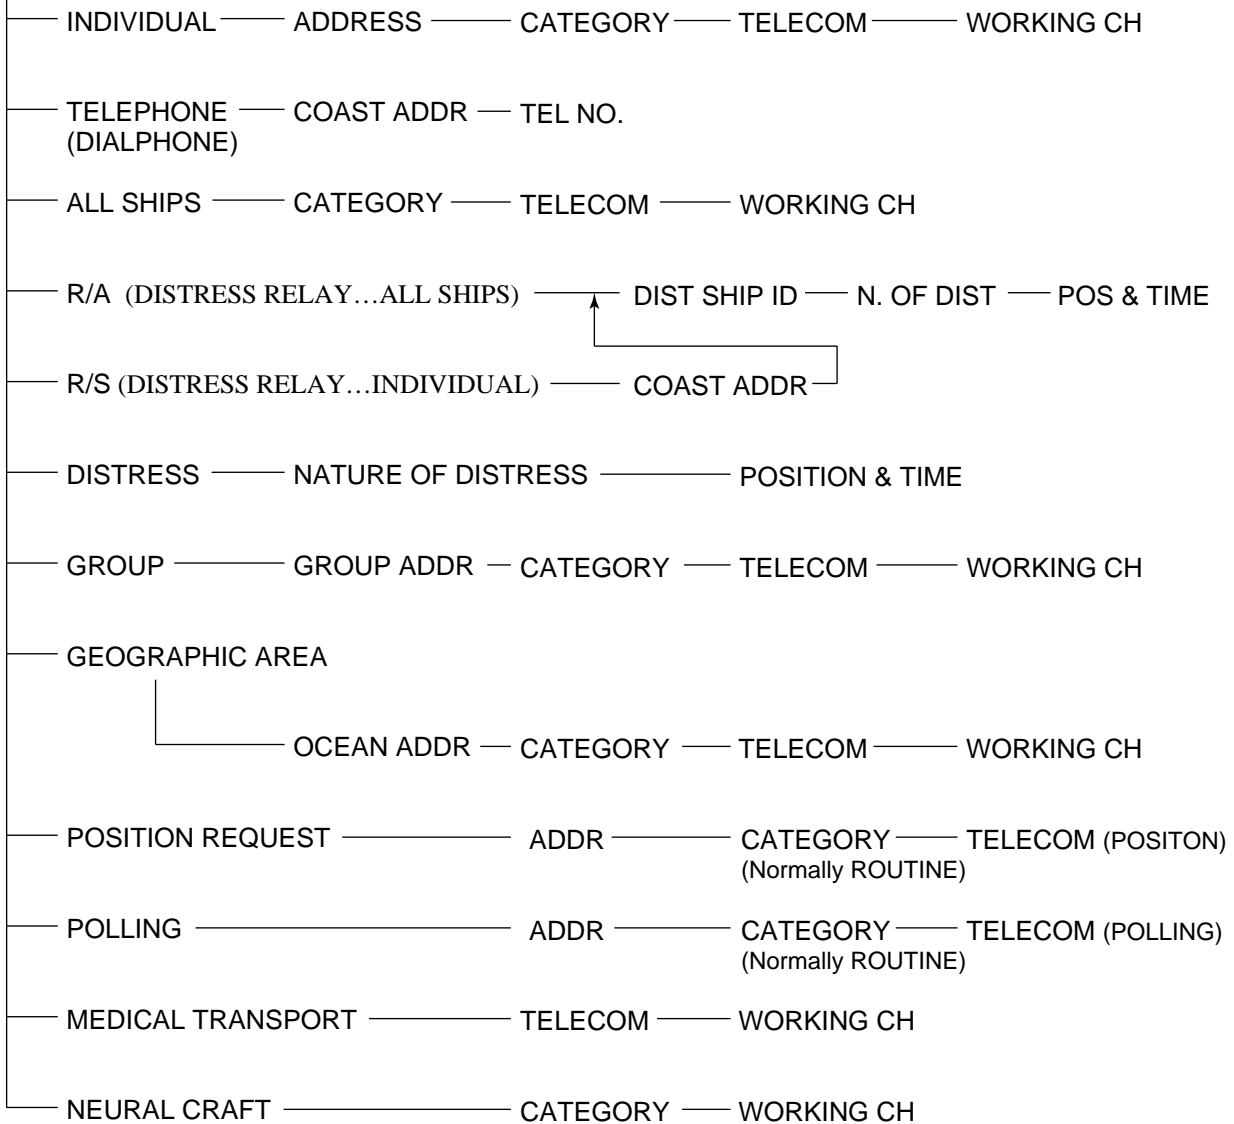 INDIVIDUAL ADDRESS CATEGORY TELECOM WORKING CH
TELEPHONE COAST ADDR TEL NO.
(DIALPHONE)
ALL SHIPS CATEGORY TELECOM WORKING CH
R/A (DISTRESS RELAY…ALL SHIPS) DIST SHIP ID N. OF DIST POS & TIME
R/S (DISTRESS RELAY…INDIVIDUAL) COAST ADDR
DISTRESS NATURE OF DISTRESS POSITION & TIME
GROUP GROUP ADDR CATEGORY TELECOM WORKING CH
GEOGRAPHIC AREA
OCEAN ADDR CATEGORY TELECOM WORKING CH
POSITION REQUEST ADDR CATEGORY TELECOM (POSITON)
(Normally ROUTINE)
POLLING ADDR CATEGORY TELECOM (POLLING)
(Normally ROUTINE)
MEDICAL TRANSPORT TELECOM WORKING CH
NEURAL CRAFT CATEGORY WORKING CH